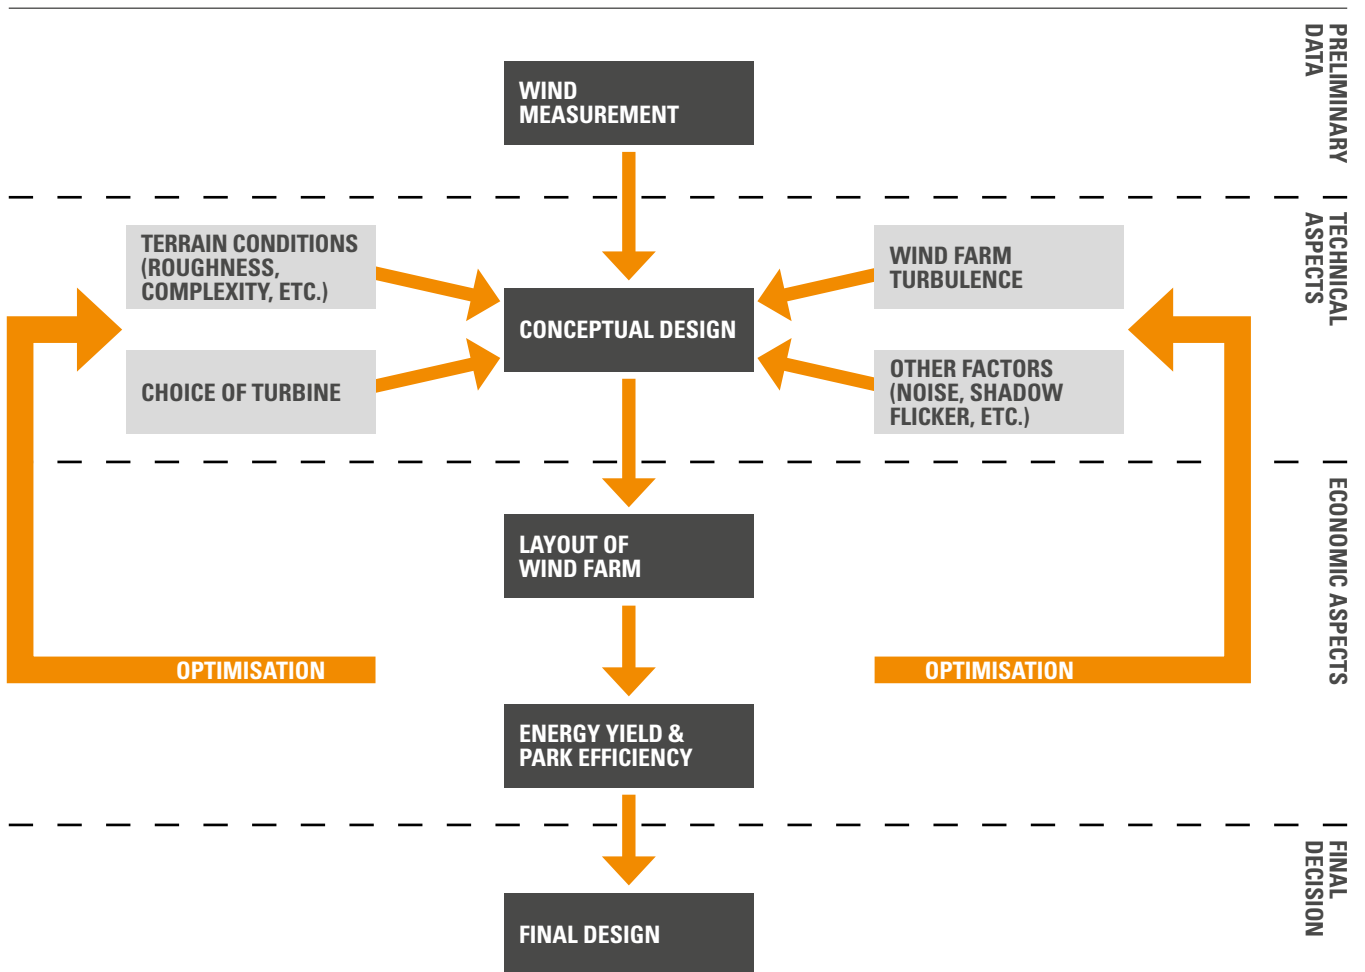 PRELIMINARY
DATA
WIND
MEASUREMENT
TECHNICAL
ASPECTS
TERRAIN CONDITIONS
(ROUGHNESS,
COMPLEXITY, ETC.)
WIND FARM
TURBULENCE
CONCEPTUAL DESIGN
CHOICE OF TURBINE
OTHER FACTORS
(NOISE, SHADOW
FLICKER, ETC.)
ECONOMIC ASPECTS
LAYOUT OF
WIND FARM
OPTIMISATION
OPTIMISATION
ENERGY YIELD &
PARK EFFICIENCY
FINAL
DECISION
FINAL DESIGN